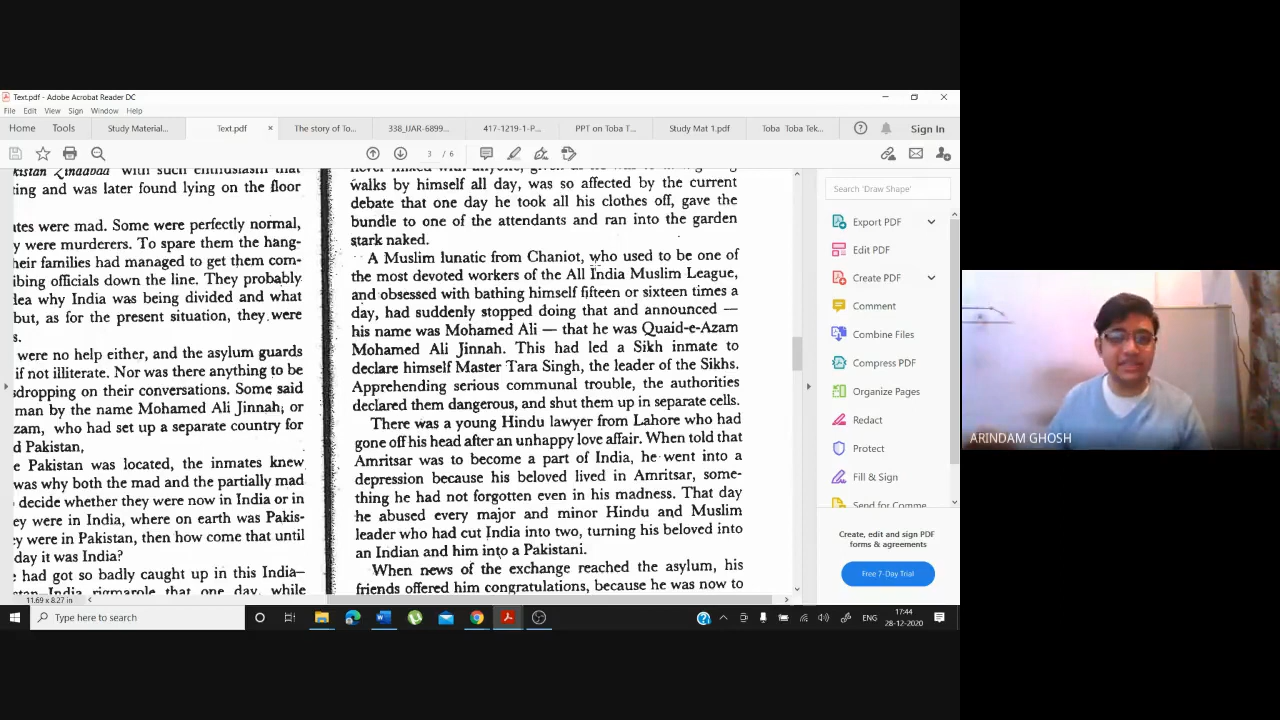 Text.pdf - Adobe Acrobat Reader DC
File Edit View Sign Window Help
Home Tools Study Material... Text.pdf × The story of To... 338_IJAR-6899... 417-1219-1-P... PPT on Toba T... Study Mat 1.pdf Toba Toba Tek... Sign In
3 / 6
kistan Zindabad with such enthusiasm that
ing and was later found lying on the floor
ates were mad. Some were perfectly normal,
y were murderers. To spare them the hang-
heir families had managed to get them com-
ibing officials down the line. They probably
dea why India was being divided and what
but, as for the present situation, they were
s.
were no help either, and the asylum guards
if not illiterate. Nor was there anything to be
sdropping on their conversations. Some said
man by the name Mohamed Ali Jinnah, or
zam, who had set up a separate country for
d Pakistan,
e Pakistan was located, the inmates knew
was why both the mad and the partially mad
decide whether they were now in India or in
ey were in India, where on earth was Pakis-
ey were in Pakistan, then how come that until
day it was India?
had got so badly caught up in this India—
stan—India rigmarole that one day, while
walks by himself all day, was so affected by the current
debate that one day he took all his clothes off, gave the
bundle to one of the attendants and ran into the garden
stark naked.
A Muslim lunatic from Chaniot, who used to be one of
the most devoted workers of the All India Muslim League,
and obsessed with bathing himself fifteen or sixteen times a
day, had suddenly stopped doing that and announced —
his name was Mohamed Ali — that he was Quaid-e-Azam
Mohamed Ali Jinnah. This had led a Sikh inmate to
declare himself Master Tara Singh, the leader of the Sikhs.
Apprehending serious communal trouble, the authorities
declared them dangerous, and shut them up in separate cells.
There was a young Hindu lawyer from Lahore who had
gone off his head after an unhappy love affair. When told that
Amritsar was to become a part of India, he went into a
depression because his beloved lived in Amritsar, some-
thing he had not forgotten even in his madness. That day
he abused every major and minor Hindu and Muslim
leader who had cut India into two, turning his beloved into
an Indian and him into a Pakistani.
When news of the exchange reached the asylum, his
friends offered him congratulations, because he was now to
11.69 x 8.27 in
Search 'Draw Shape'
Export PDF
Edit PDF
Create PDF
Comment
Combine Files
Compress PDF
Organize Pages
Redact
Protect
Fill & Sign
Send for Comme
Create, edit and sign PDF
forms & agreements
Free 7-Day Trial
Type here to search
ENG
17:44
28-12-2020
ARINDAM GHOSH